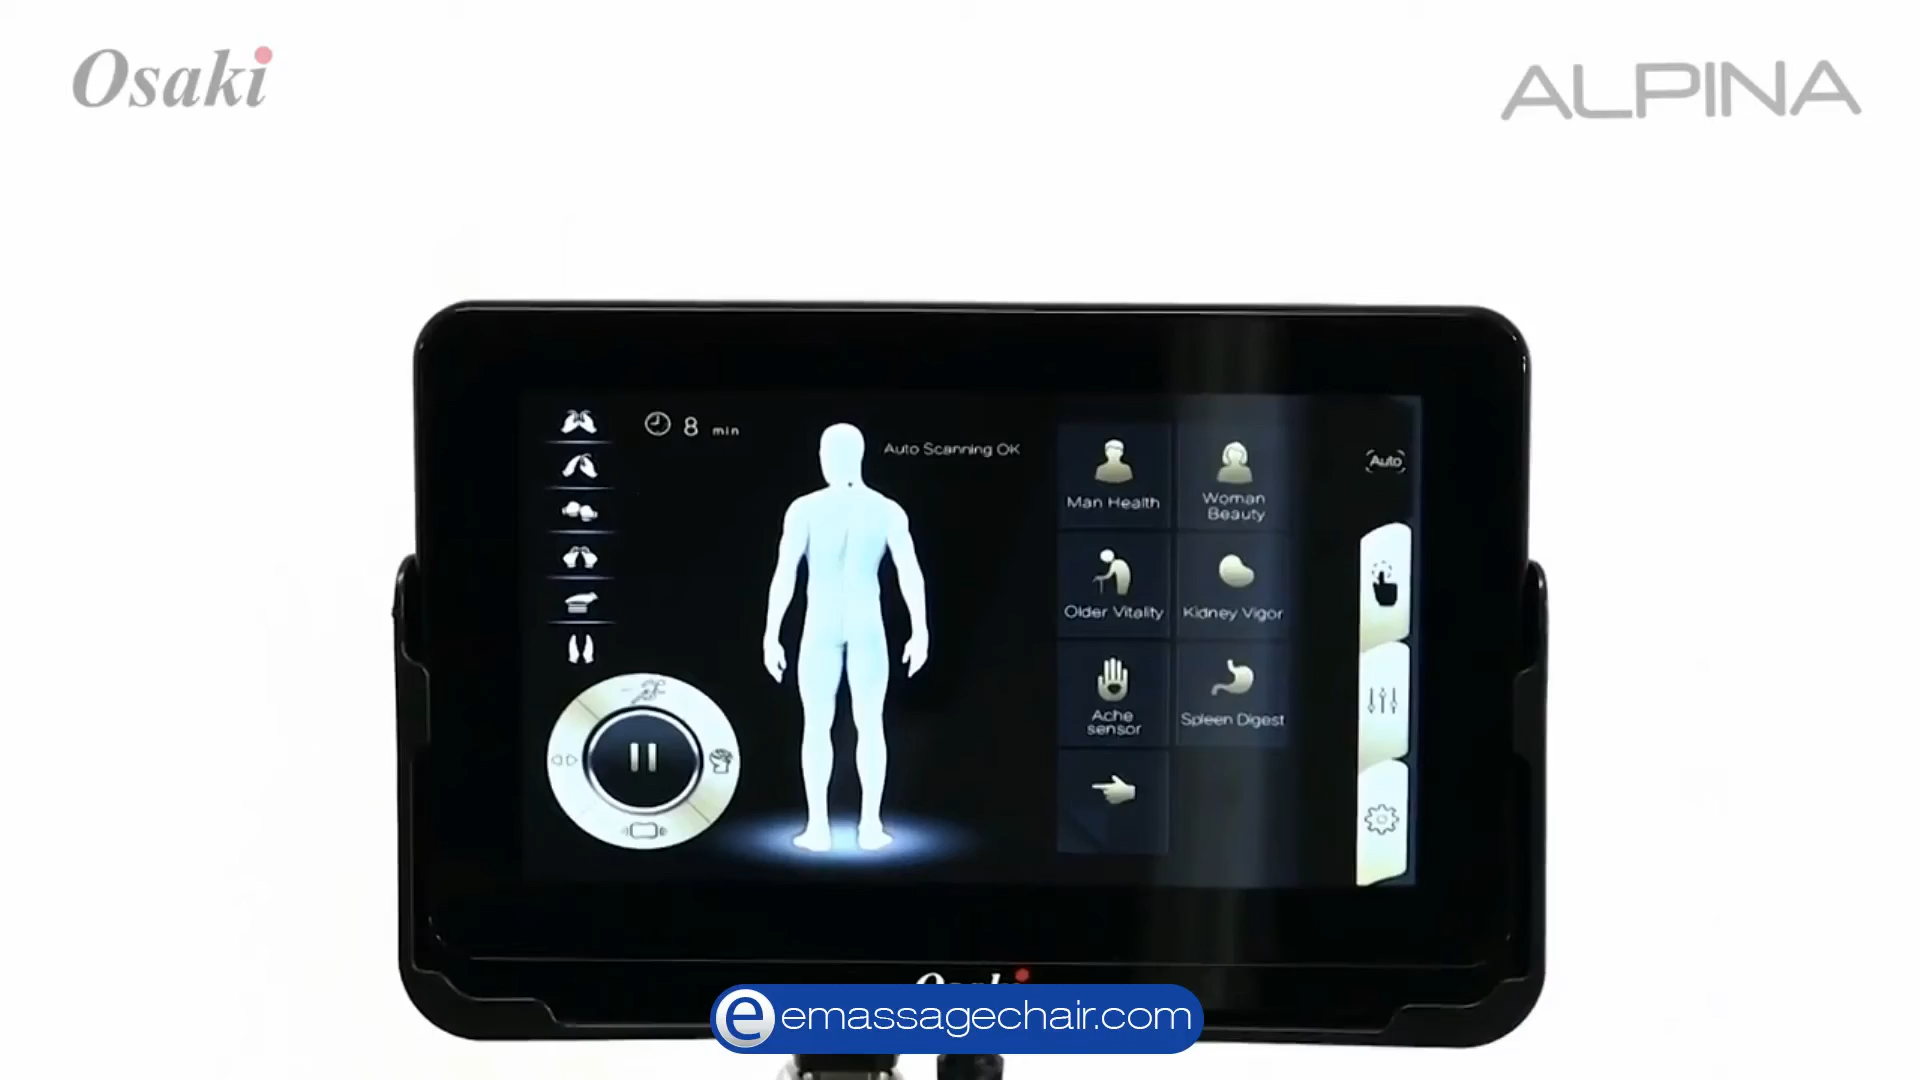 Osaki
ALPINA
8 min
Auto Scanning OK
Man Health
Woman
Beauty
Auto
Older Vitality
Kidney Vigor
Ache
sensor
Spleen Digest
Osaki
e emassagechair.com